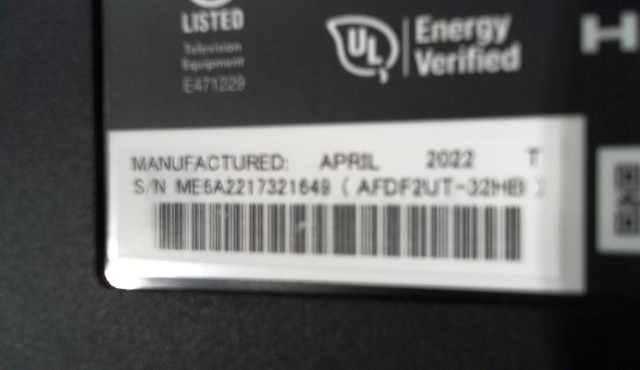 LISTED
Television
Equipment
E471229
UL Energy
Verified
H
MANUFACTURED: APRIL 2022 T
S/N ME6A2217321649 ( AFDF2UT-32HB )